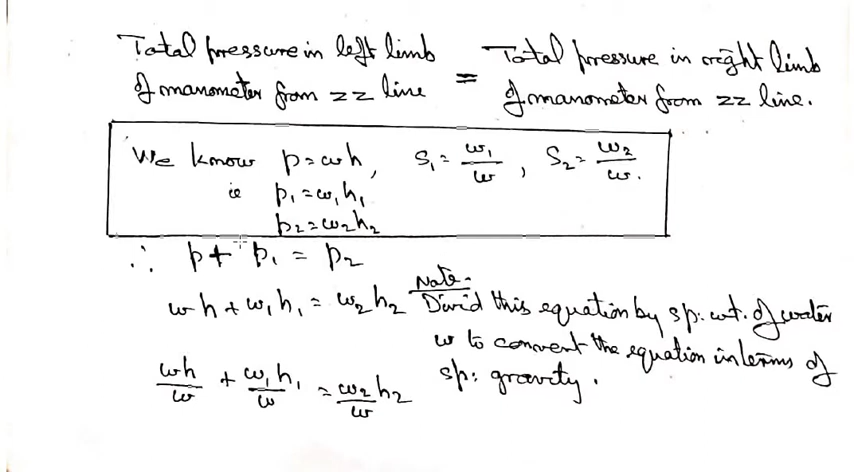 Total pressure in left limb = Total pressure in right limb
of manometer from zz line of manometer from zz line.
We know p=wh, S₁=w₁/w, S₂=w₂/w.
ie p₁=w₁h₁
p₂=w₂h₂
∴ p+p₁=p₂
Note-
wh+w₁h₁=w₂h₂ Divid this equation by sp: wt. of water
w to convent the equation in terms of
wh/w + w₁h₁/w = w₂h₂/w sp: gravity.